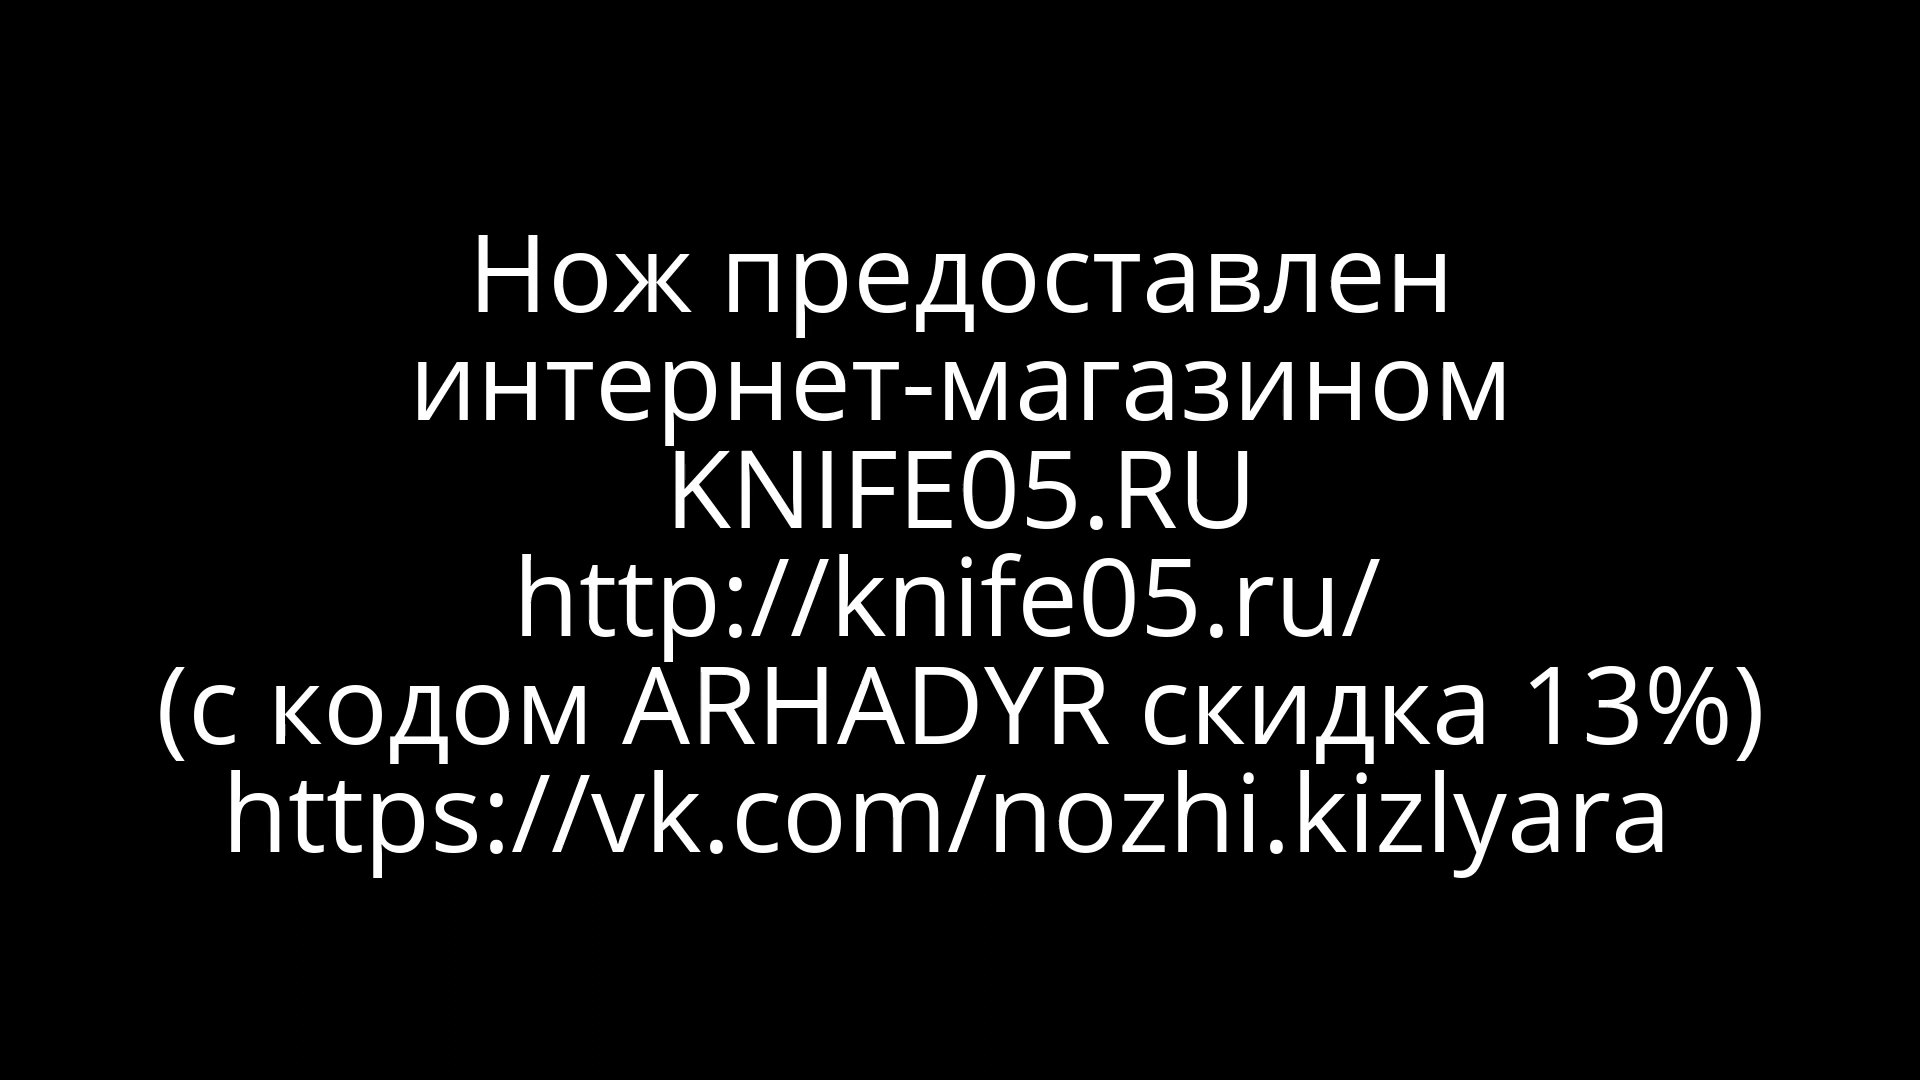 Нож предоставлен
интернет-магазином
KNIFE05.RU
http://knife05.ru/
(с кодом ARHADYR скидка 13%)
https://vk.com/nozhi.kizlyara